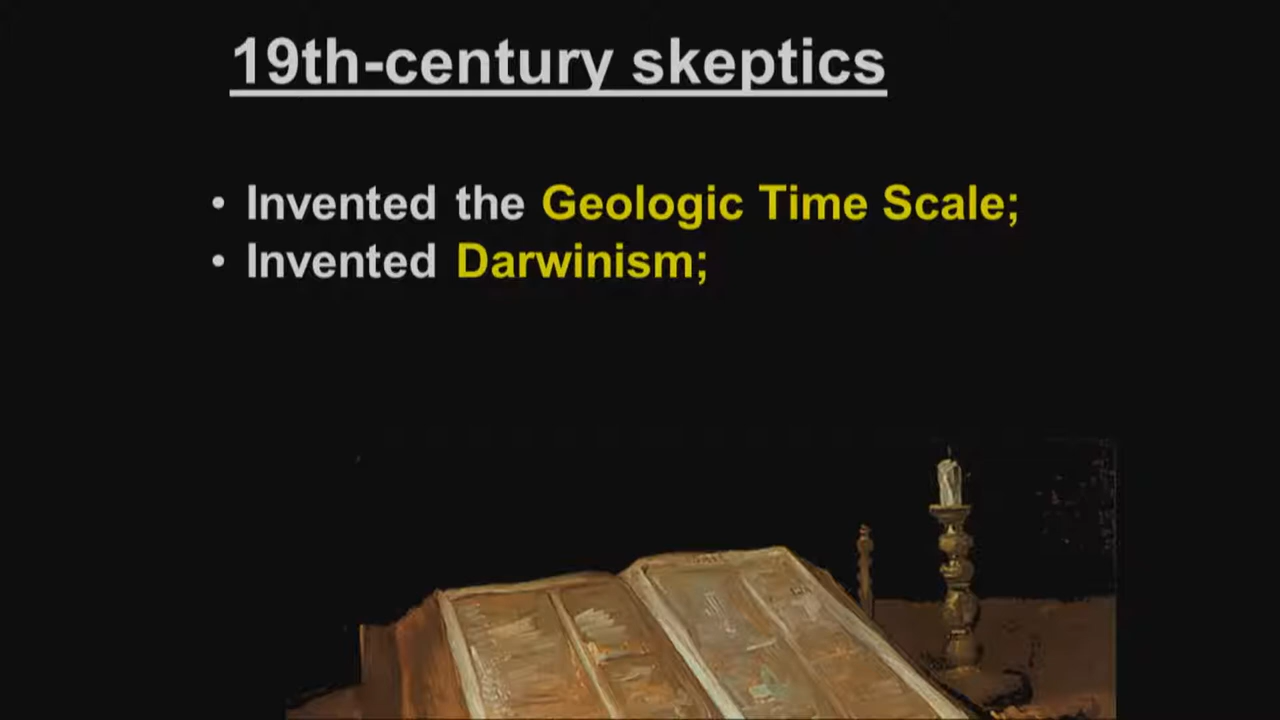 19th-century skeptics
• Invented the Geologic Time Scale;
• Invented Darwinism;